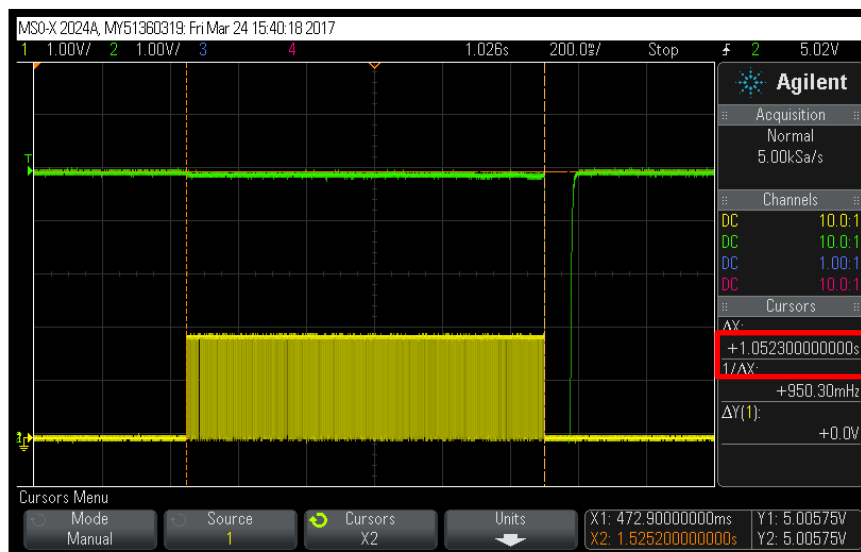 MSO-X 2024A, MY51360319: Fri Mar 24 15:40:18 2017
1 1.00V/ 2 1.00V/ 3 4 1.026s 200.0ms/ Stop 2 5.02V
Agilent
Acquisition
Normal
5.00kSa/s
Channels
DC 10.0:1
DC 10.0:1
DC 1.00:1
DC 10.0:1
Cursors
ΔX:
+1.052300000000s
1/ΔX:
+950.30mHz
ΔY(1):
+0.0V
T
Cursors Menu
Mode Source Cursors Units X1: 472.90000000ms Y1: 5.00575V
Manual 1 X2 X2: 1.525200000000s Y2: 5.00575V